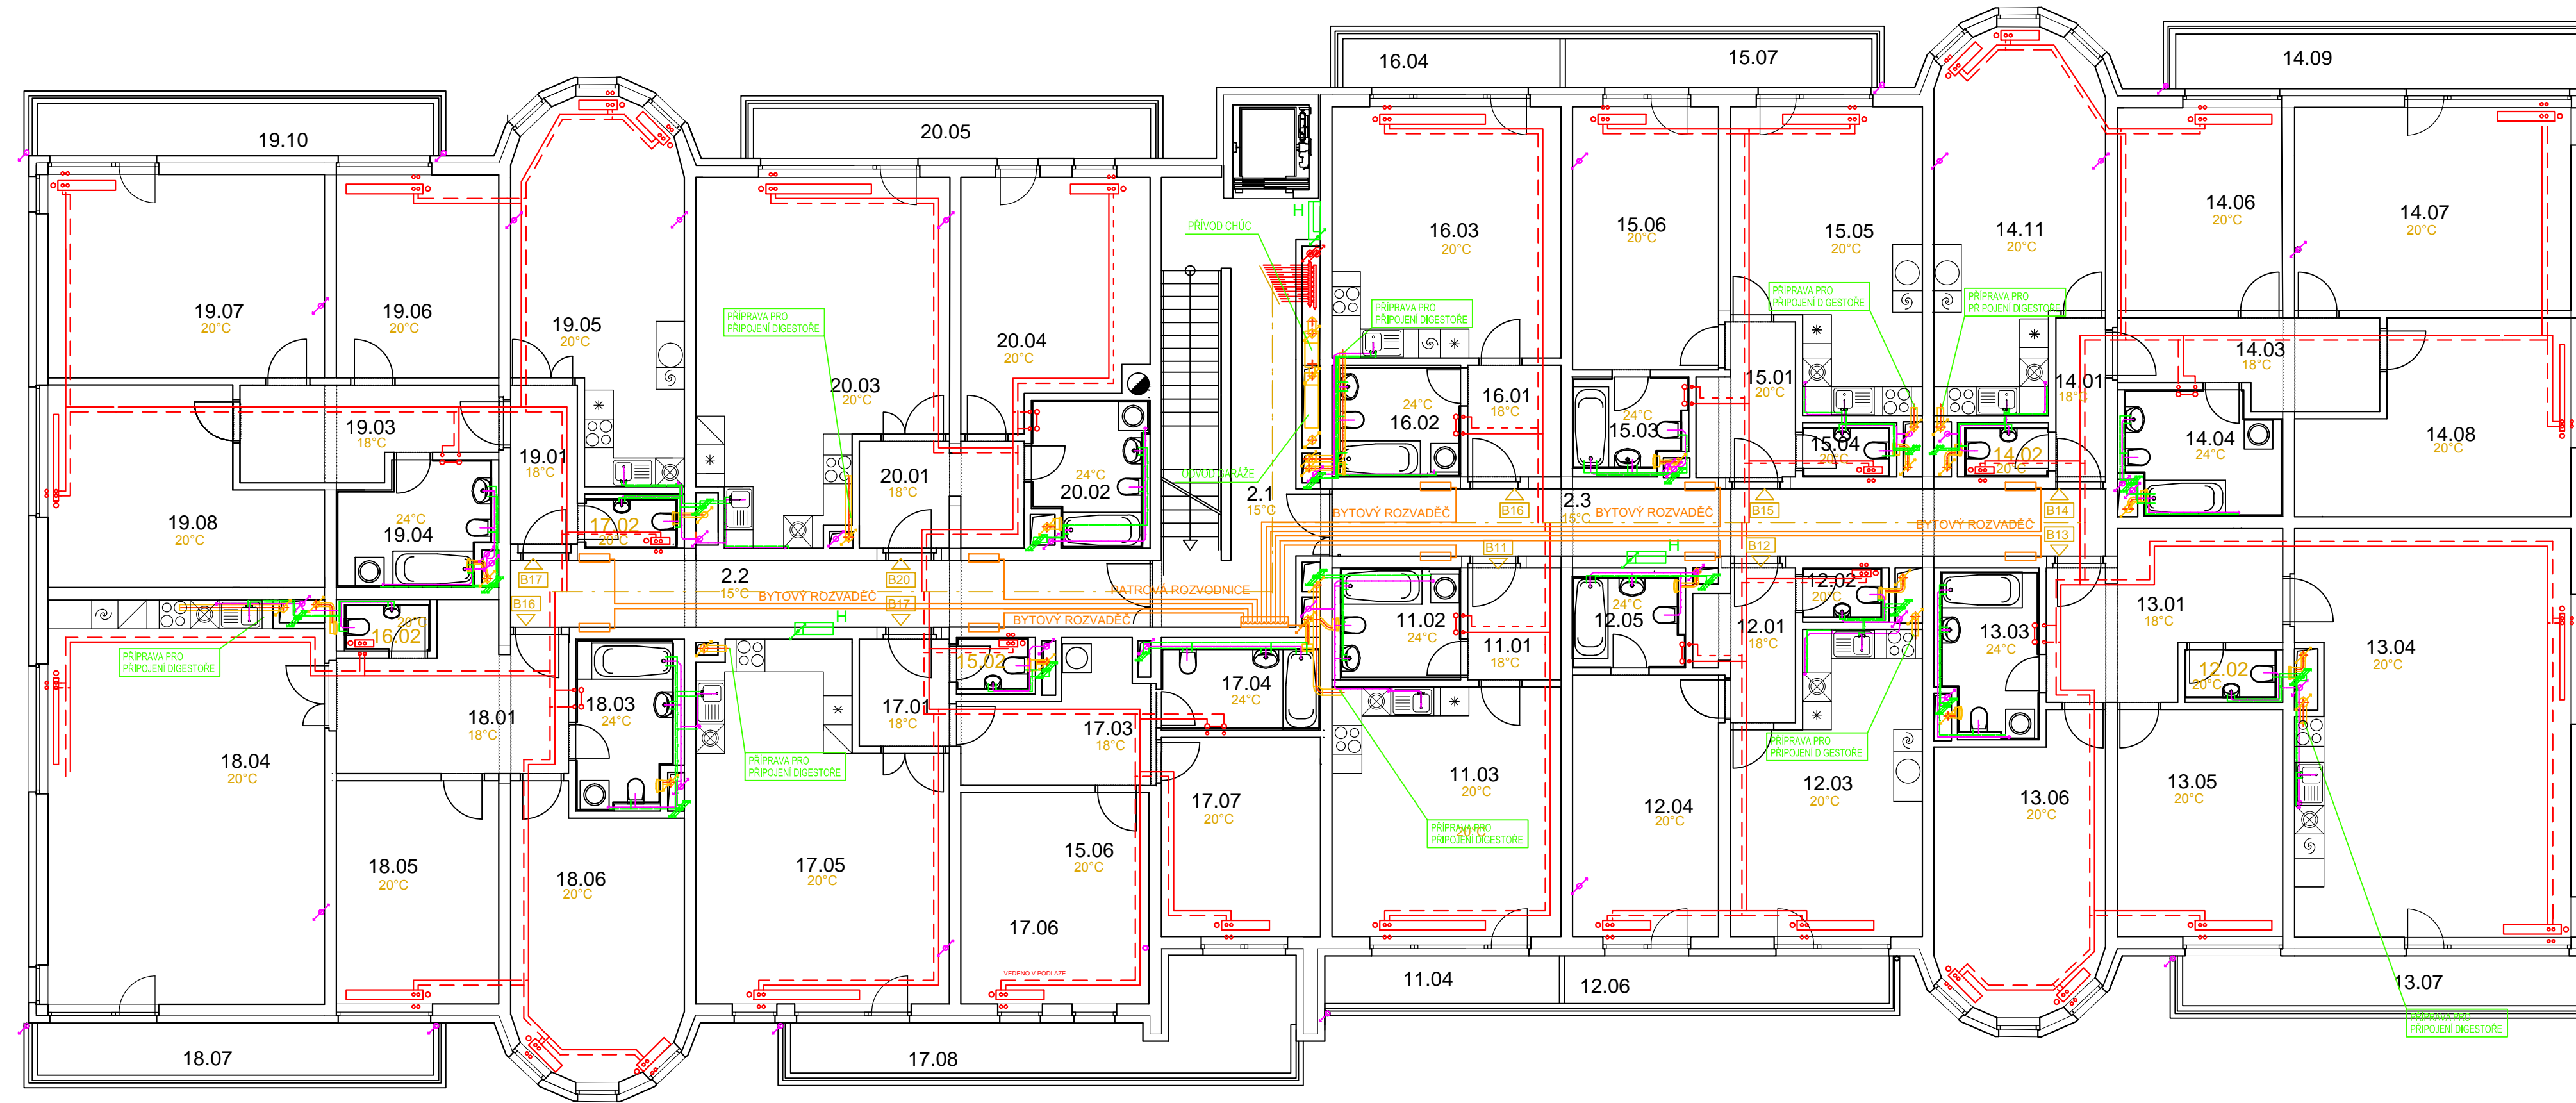 16.04
15.07
14.09
19.10
20.05
PŘÍVOD CHÚC
H
16.03
20°C
15.06
20°C
15.05
20°C
14.11
20°C
14.06
20°C
14.07
20°C
19.07
20°C
19.06
20°C
19.05
20°C
PŘÍPRAVA PRO
PŘIPOJENÍ DIGESTOŘE
20.04
20°C
PŘÍPRAVA PRO
PŘIPOJENÍ DIGESTOŘE
PŘÍPRAVA PRO
PŘIPOJENÍ DIGESTOŘE
PŘÍPRAVA PRO
PŘIPOJENÍ DIGESTOŘE
14.03
18°C
20.03
20°C
16.01
18°C
15.01
20°C
14.01
18°C
24°C
16.02
24°C
15.03
15.04
20°C
14.02
20°C
14.04
24°C
14.08
20°C
19.03
18°C
19.01
18°C
20.01
18°C
24°C
20.02
ODVOD GARÁŽE
19.08
20°C
24°C
19.04
17.02
20°C
2.1
15°C
2.3
15°C
BYTOVÝ ROZVADĚČ
B16
BYTOVÝ ROZVADĚČ
B15
BYTOVÝ ROZVADĚČ
B14
B13
B11
B12
H
B17
2.2
15°C
BYTOVÝ ROZVADĚČ
B20
PATROVÁ ROZVODNICE
B16
B17
BYTOVÝ ROZVADĚČ
H
20°C
16.02
PŘÍPRAVA PRO
PŘIPOJENÍ DIGESTOŘE
15.02
11.02
24°C
11.01
18°C
24°C
12.05
12.02
20°C
12.01
18°C
13.03
24°C
13.01
18°C
12.02
20°C
13.04
20°C
18.03
24°C
18.01
18°C
17.01
18°C
17.03
18°C
17.04
24°C
18.04
20°C
PŘÍPRAVA PRO
PŘIPOJENÍ DIGESTOŘE
11.03
20°C
PŘÍPRAVA PRO
PŘIPOJENÍ DIGESTOŘE
12.03
20°C
12.04
20°C
13.06
20°C
13.05
20°C
17.07
20°C
PŘÍPRAVA PRO
20°C
PŘIPOJENÍ DIGESTOŘE
18.05
20°C
18.06
20°C
17.05
20°C
15.06
20°C
17.06
VEDENO V PODLAZE
11.04
12.06
13.07
PŘIPOJENÍ DIGESTOŘE
18.07
17.08